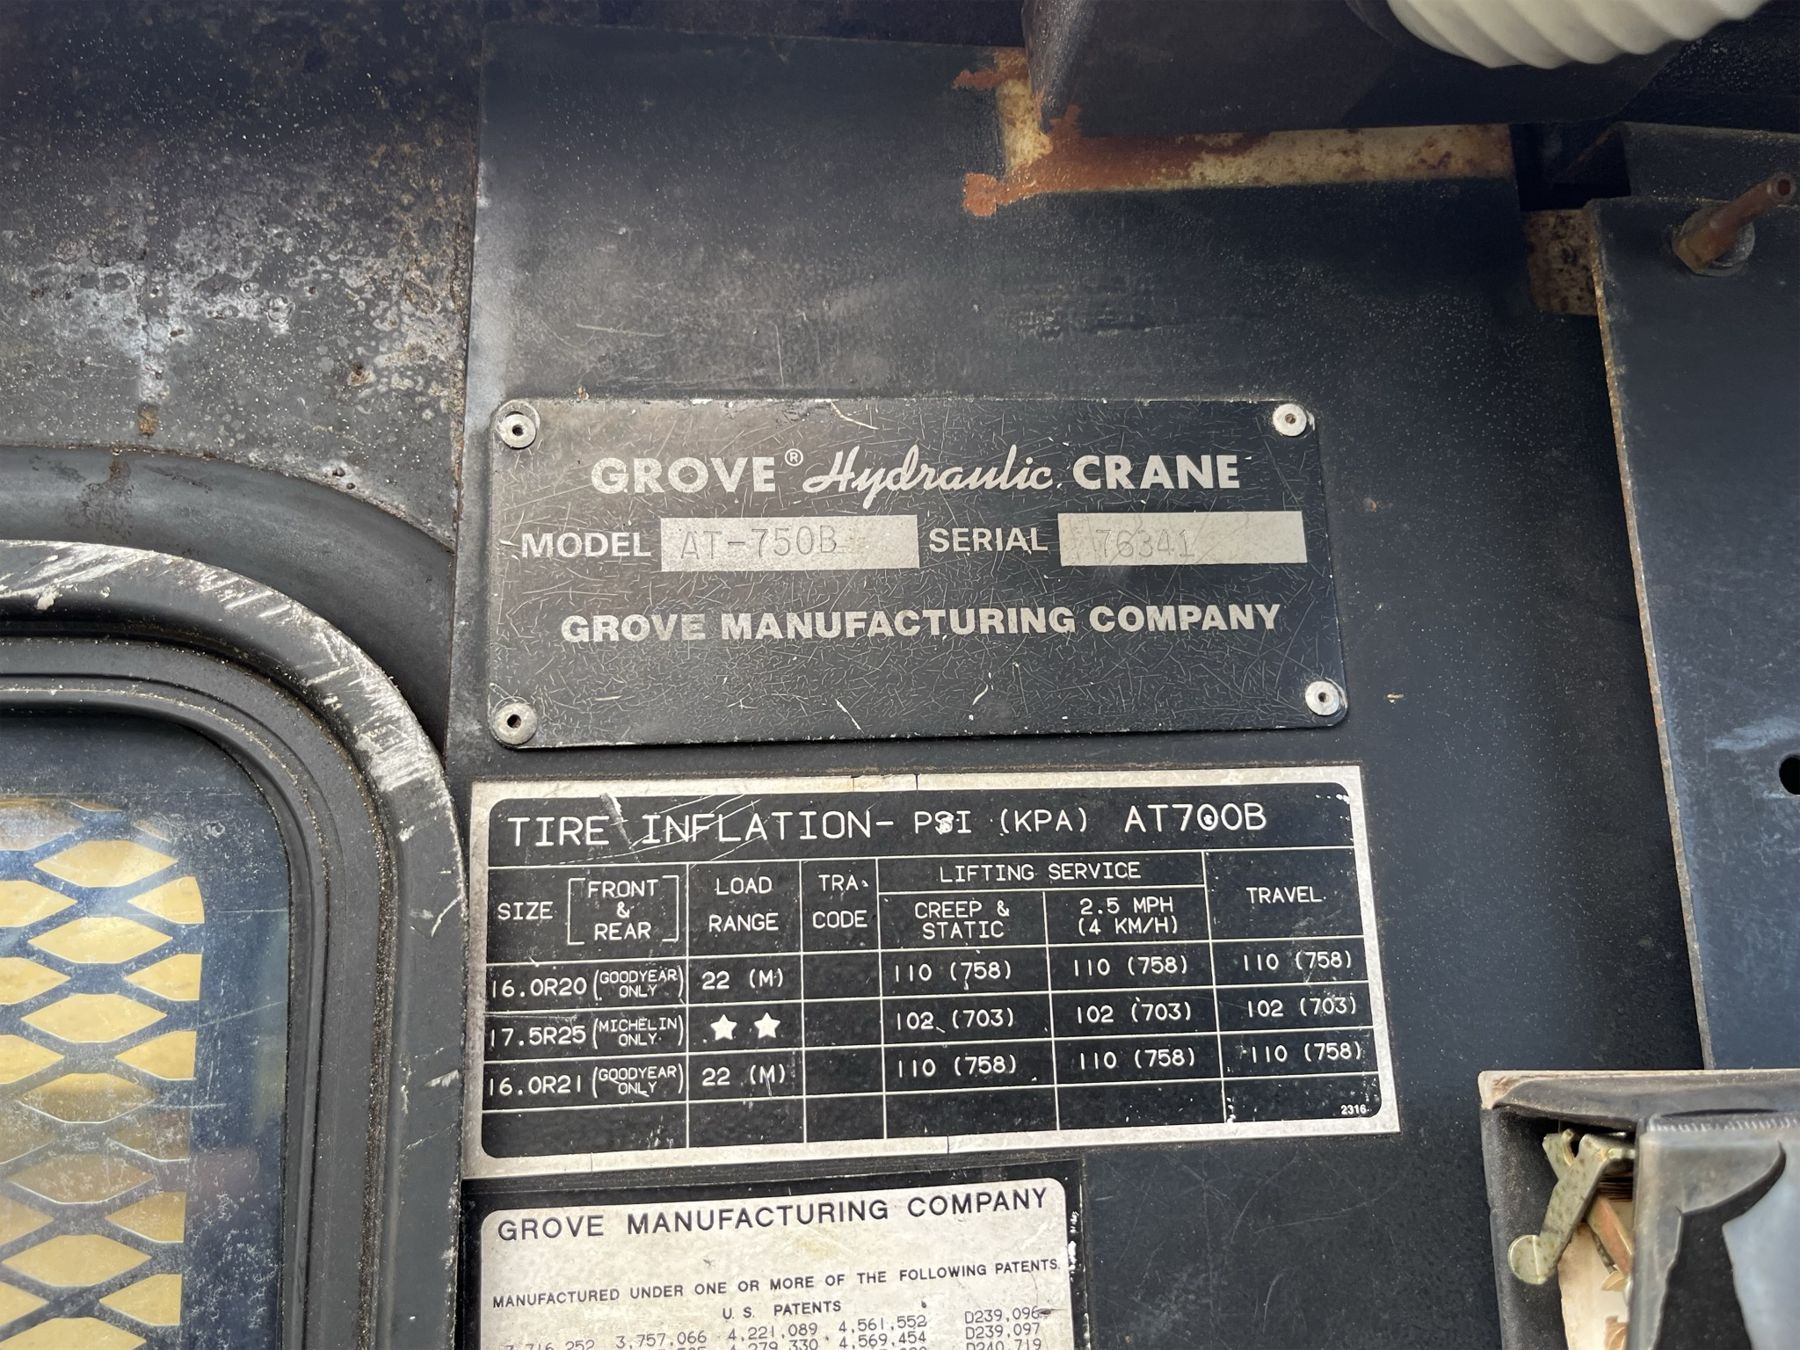 GROVE® Hydraulic CRANE
MODEL AT-750B SERIAL 76341
GROVE MANUFACTURING COMPANY
TIRE INFLATION- PSI (KPA) AT700B
SIZE [FRONT & REAR] LOAD RANGE TRA. CODE LIFTING SERVICE CREEP & STATIC 2.5 MPH (4 KM/H) TRAVEL
16.0R20 (GOODYEAR ONLY) 22 (M) 110 (758) 110 (758) 110 (758)
17.5R25 (MICHELIN ONLY) ★ ★ 102 (703) 102 (703) 102 (703)
16.0R21 (GOODYEAR ONLY) 22 (M) 110 (758) 110 (758) 110 (758)
2316
GROVE MANUFACTURING COMPANY
MANUFACTURED UNDER ONE OR MORE OF THE FOLLOWING PATENTS
U. S. PATENTS
3,757,066 4,221,089 4,561,552 D239,096
4,279,330 4,569,454 D239,097
D240,719